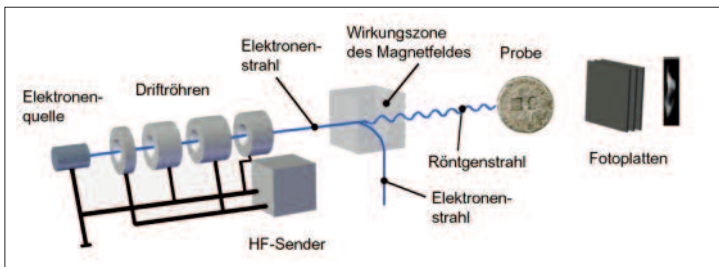 Elektronen-
quelle
Driftröhren
Elektronen-
strahl
Wirkungszone
des Magnetfeldes
Probe
Röntgenstrahl
Fotoplatten
Elektronen-
strahl
HF-Sender